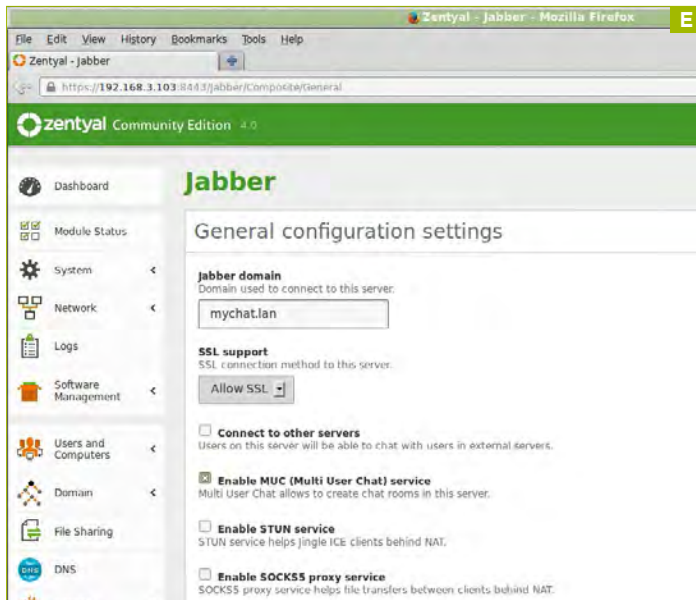 Zentyal - Jabber - Mozilla Firefox
E
File Edit View History Bookmarks Tools Help
Zentyal - Jabber
https://192.168.3.103:8443/Jabber/Composite/General
zentyal Community Edition 4.0
Dashboard
Module Status
System
Network
Logs
Software
Management
Users and
Computers
Domain
File Sharing
DNS
DNS
Jabber
General configuration settings
Jabber domain
Domain used to connect to this server.
mychat.lan
SSL support
SSL connection method to this server.
Allow SSL
Connect to other servers
Users on this server will be able to chat with users in external servers.
Enable MUC (Multi User Chat) service
Multi User Chat allows to create chat rooms in this server.
Enable STUN service
STUN service helps Jingle ICE clients behind NAT.
Enable SOCKS5 proxy service
SOCKS5 proxy service helps file transfers between clients behind NAT.